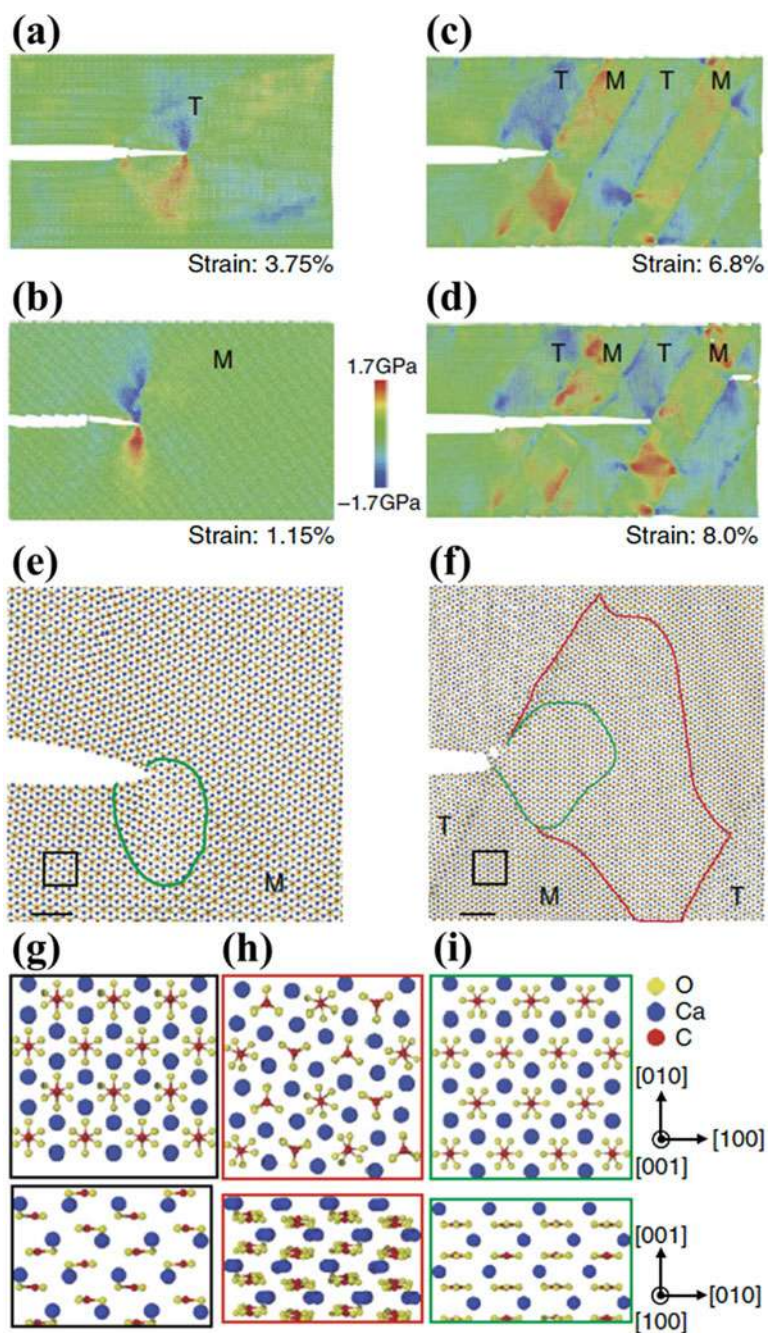 (a)
T
Strain: 3.75%
(c)
T M T M
Strain: 6.8%
(b)
M
Strain: 1.15%
1.7GPa
−1.7GPa
(d)
T M T M
Strain: 8.0%
(e)
M
(f)
T
M
T
(g)
(h)
(i)
O
Ca
C
[010]
[100]
[001]
[001]
[010]
[100]